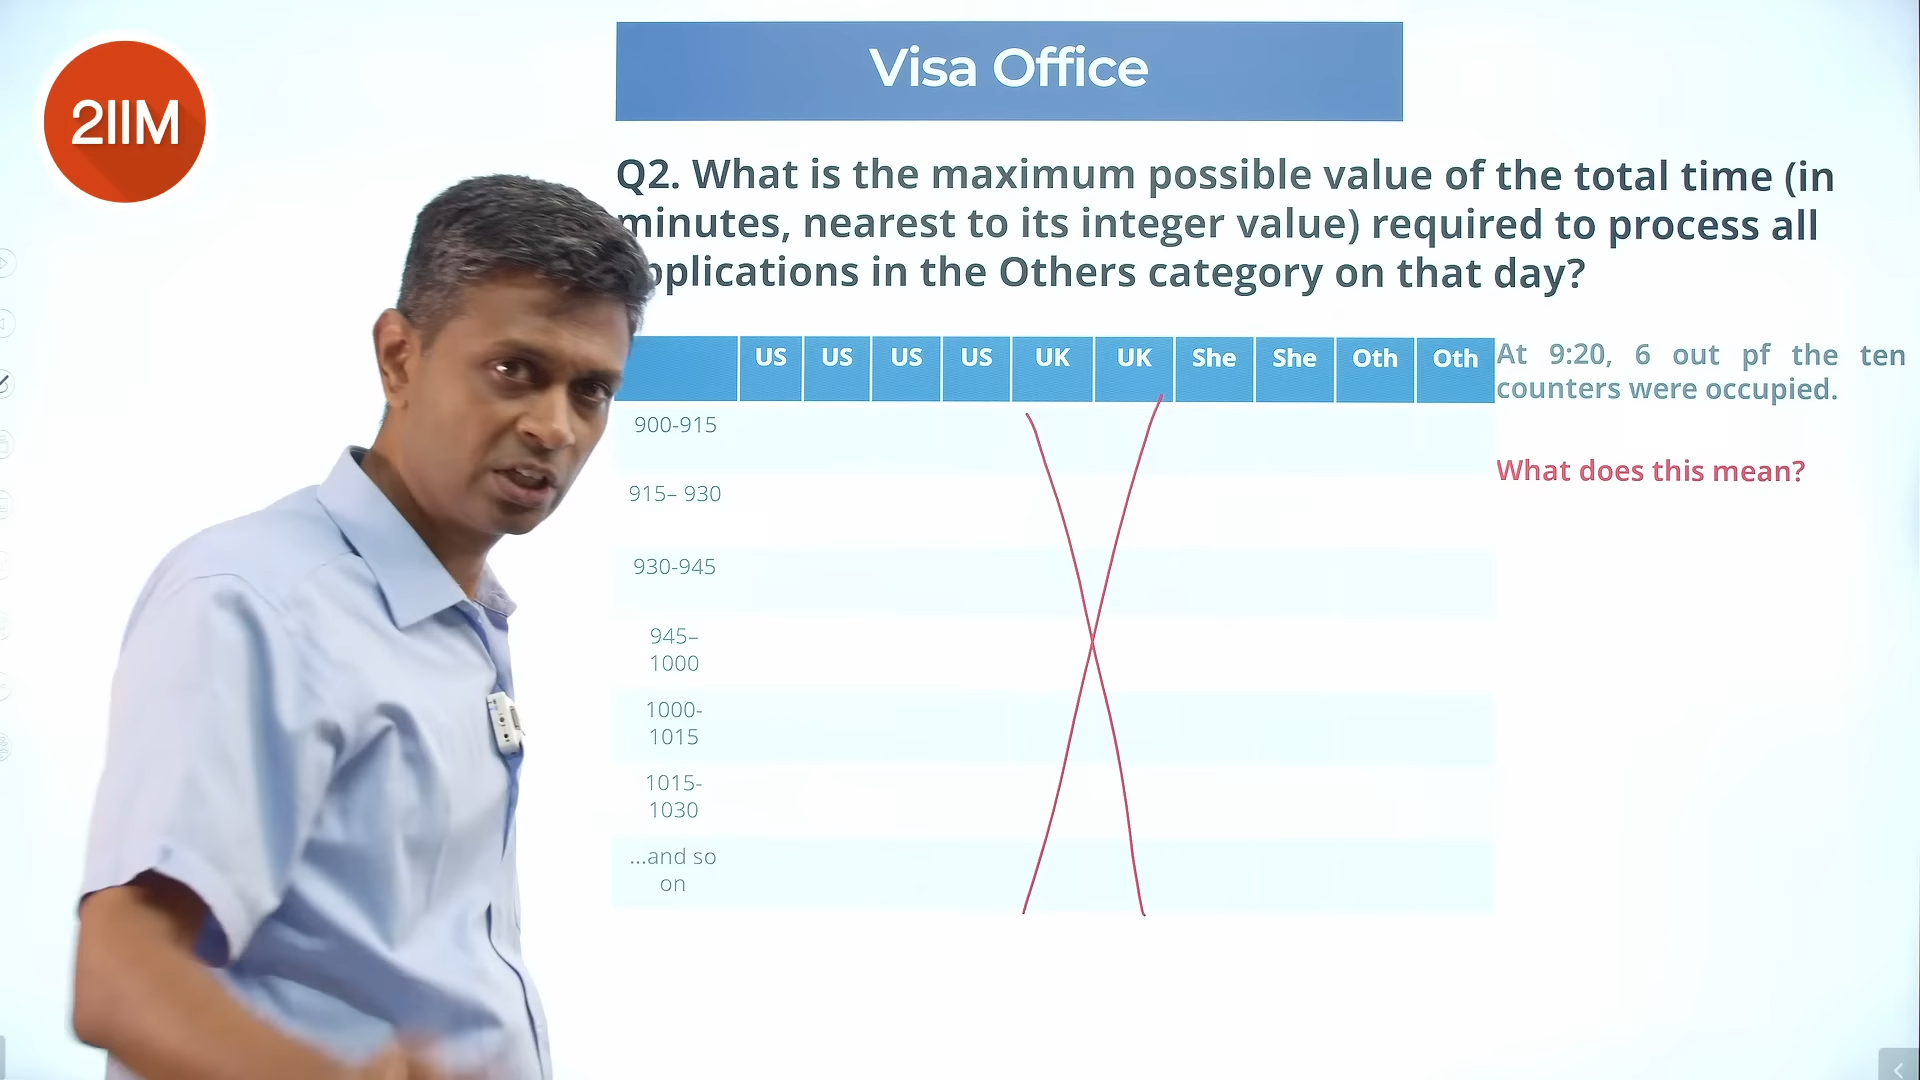 2IIM
Visa Office
Q2. What is the maximum possible value of the total time (in
minutes, nearest to its integer value) required to process all
pplications in the Others category on that day?
US US US US UK UK She She Oth Oth
At 9:20, 6 out pf the ten
counters were occupied.
900-915
What does this mean?
915– 930
930-945
945–
1000
1000-
1015
1015-
1030
...and so
on